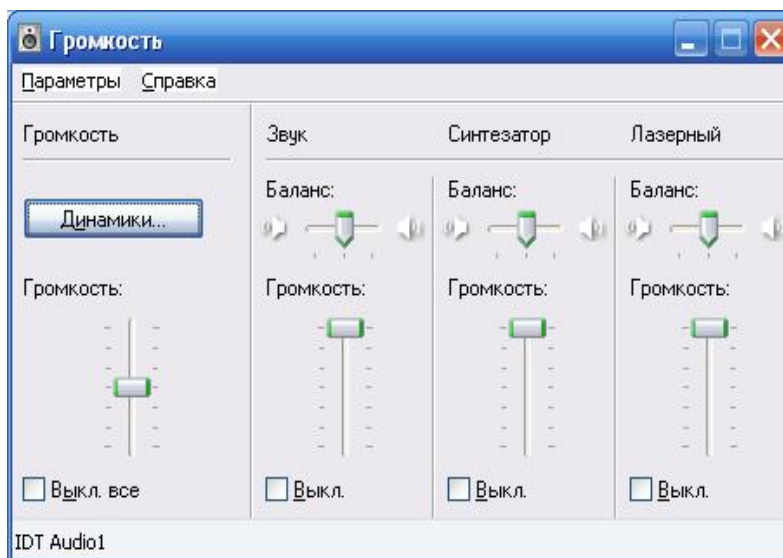 Громкость
Параметры Справка
Громкость Звук Синтезатор Лазерный
Баланс: Баланс: Баланс:
Динамики...
Громкость: Громкость: Громкость: Громкость:
Выкл. все Выкл. Выкл. Выкл.
IDT Audio1